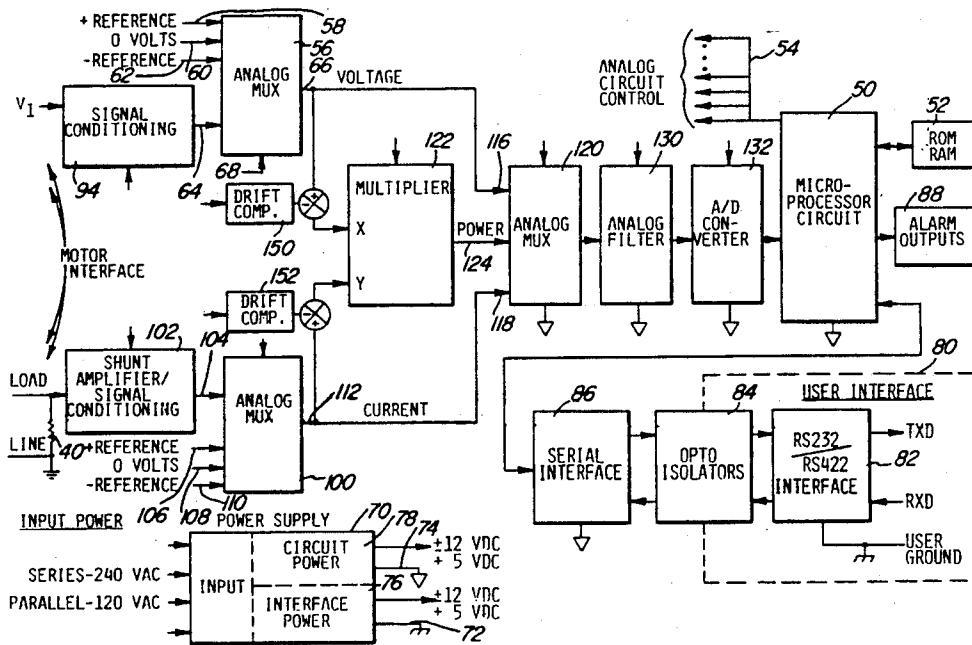 +REFERENCE
0 VOLTS
-REFERENCE
58
56
62
60
66
ANALOG
MUX
VOLTAGE
VI
SIGNAL
CONDITIONING
94
64
68
DRIFT
COMP.
150
122
MULTIPLIER
X
Y
POWER
124
116
118
120
ANALOG
MUX
130
ANALOG
FILTER
132
A/D
CON-
VERTER
ANALOG
CIRCUIT
CONTROL
54
50
MICRO-
PROCESSOR
CIRCUIT
52
ROM
RAM
88
ALARM
OUTPUTS
MOTOR
INTERFACE
152
DRIFT
COMP.
102
104
SHUNT
AMPLIFIER/
SIGNAL
CONDITIONING
LOAD
LINE
40
ANALOG
MUX
112
CURRENT
+REFERENCE
0 VOLTS
-REFERENCE
106
108
110
100
80
USER INTERFACE
86
SERIAL
INTERFACE
84
OPTO
ISOLATORS
RS232/
RS422
INTERFACE
82
TXD
RXD
USER
GROUND
INPUT POWER
POWER SUPPLY
70
78
74
SERIES-240 VAC
PARALLEL-120 VAC
INPUT
CIRCUIT
POWER
76
INTERFACE
POWER
±12 VDC
+ 5 VDC
±12 VDC
+ 5 VDC
72